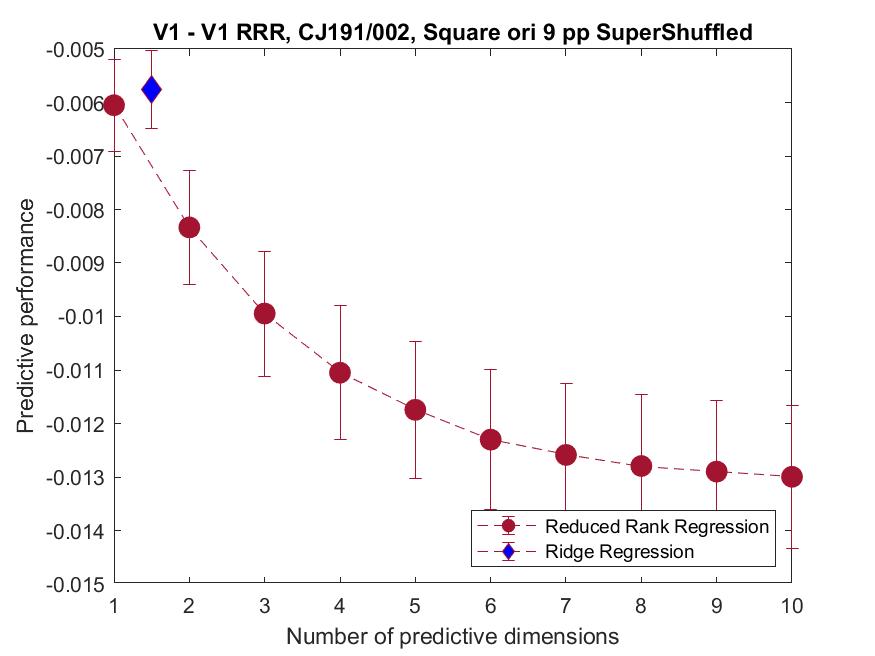 V1 - V1 RRR, CJ191/002, Square ori 9 pp SuperShuffled
-0.005
-0.006
-0.007
-0.008
-0.009
-0.01
-0.011
-0.012
-0.013
-0.014
-0.015
Predictive performance
Reduced Rank Regression
Ridge Regression
1 2 3 4 5 6 7 8 9 10
Number of predictive dimensions